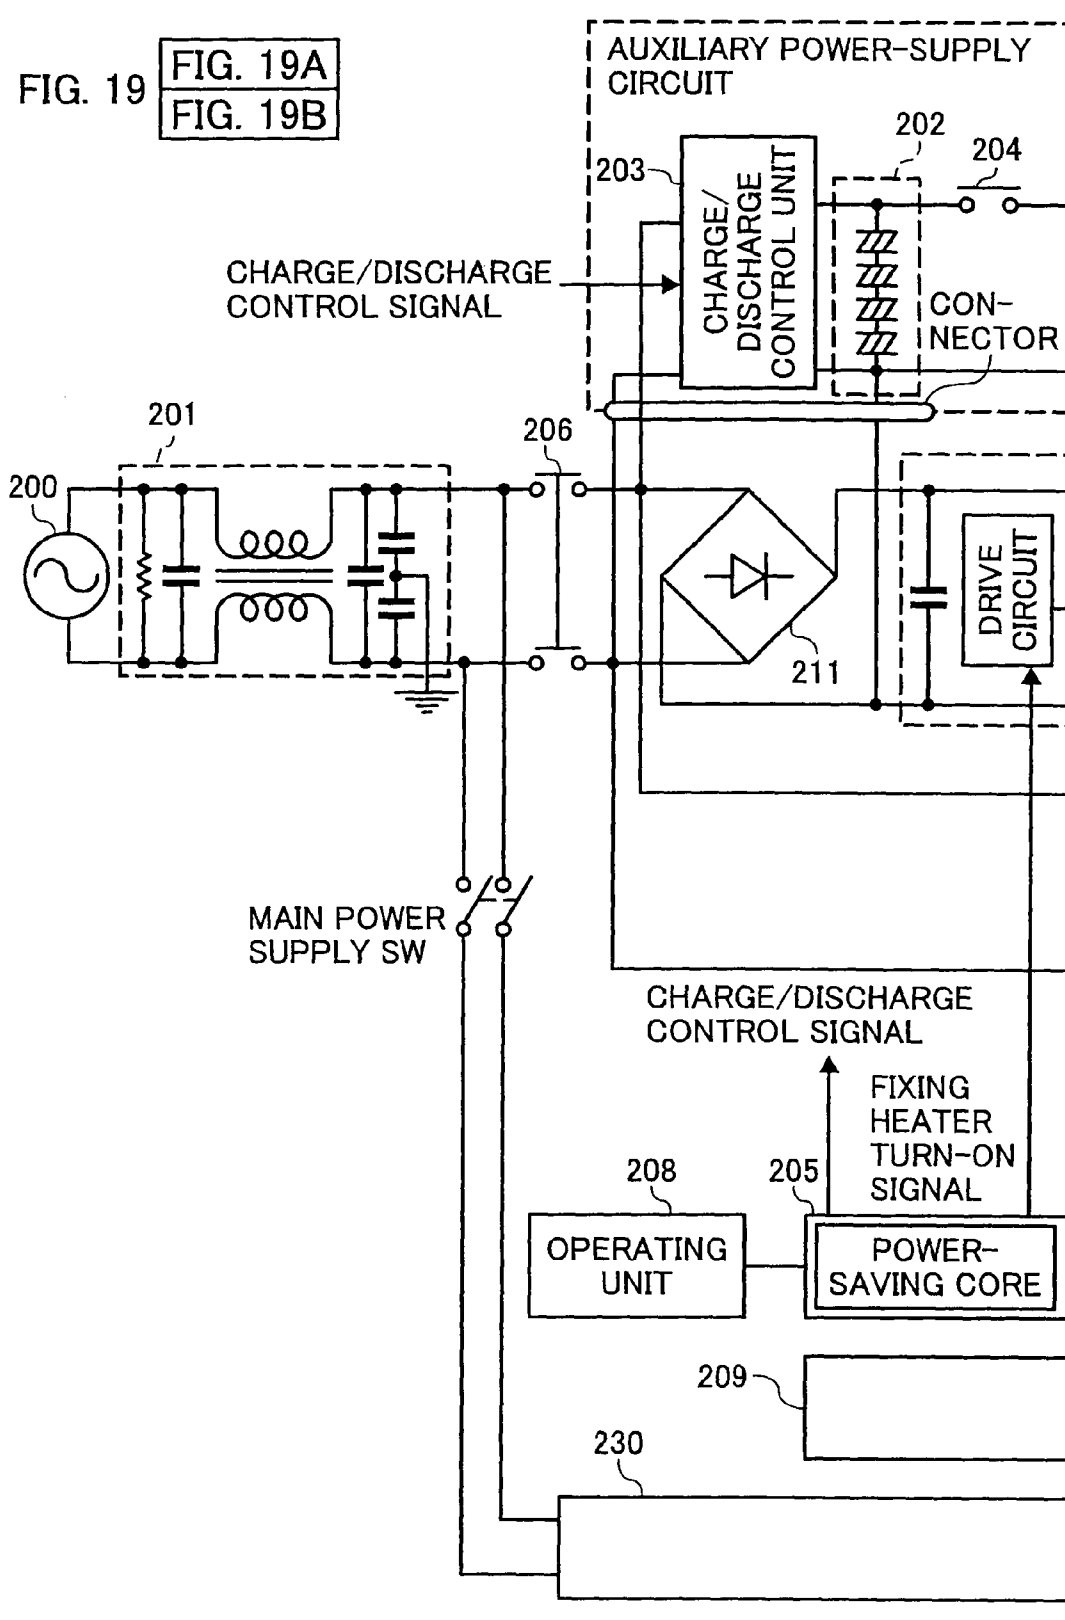 FIG. 19
FIG. 19A
FIG. 19B
AUXILIARY POWER-SUPPLY
CIRCUIT
202
204
203
CHARGE/
DISCHARGE
CONTROL UNIT
CHARGE/DISCHARGE
CONTROL SIGNAL
CON-
NECTOR
201
206
200
DRIVE
CIRCUIT
211
MAIN POWER
SUPPLY SW
CHARGE/DISCHARGE
CONTROL SIGNAL
FIXING
HEATER
TURN-ON
SIGNAL
208
205
OPERATING
UNIT
POWER-
SAVING CORE
209
230